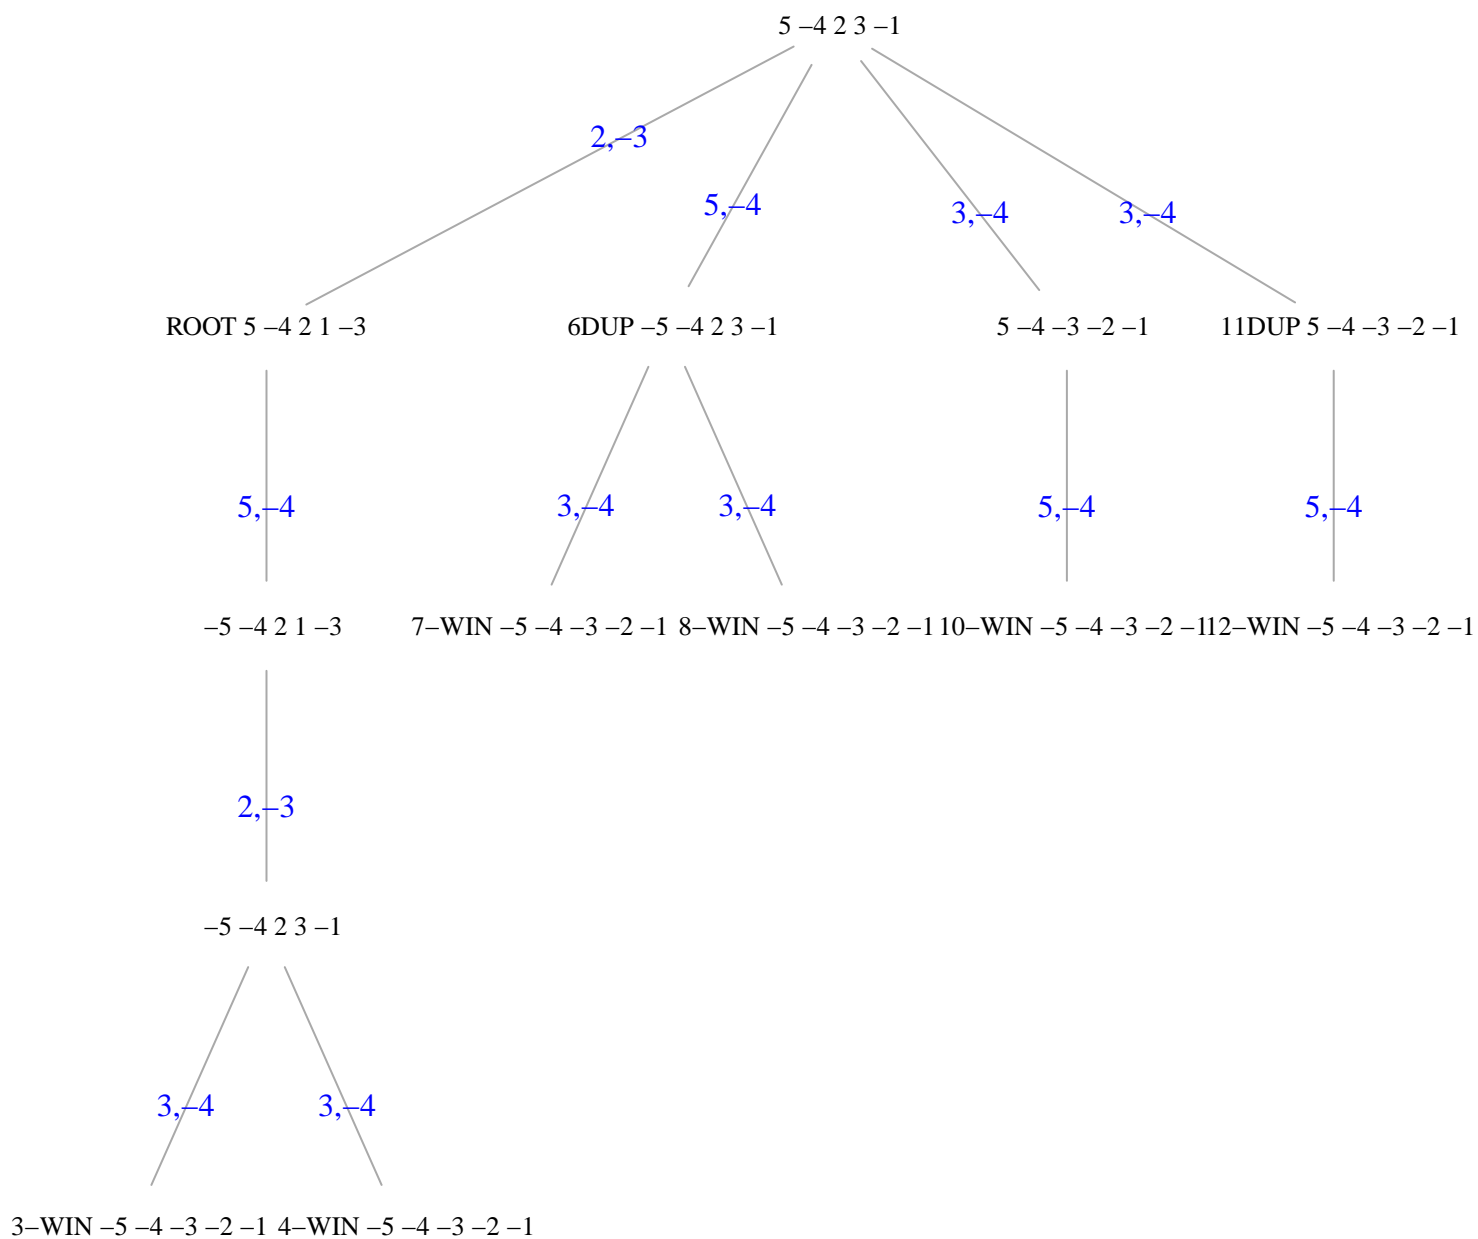 5 –4 2 3 –1
2,–3
5,–4
3,–4
3,–4
ROOT 5 –4 2 1 –3
6DUP –5 –4 2 3 –1
5 –4 –3 –2 –1
11DUP 5 –4 –3 –2 –1
5,–4
3,–4
3,–4
5,–4
5,–4
–5 –4 2 1 –3
7–WIN –5 –4 –3 –2 –1
8–WIN –5 –4 –3 –2 –1
10–WIN –5 –4 –3 –2 –1
12–WIN –5 –4 –3 –2 –1
2,–3
–5 –4 2 3 –1
3,–4
3,–4
3–WIN –5 –4 –3 –2 –1
4–WIN –5 –4 –3 –2 –1